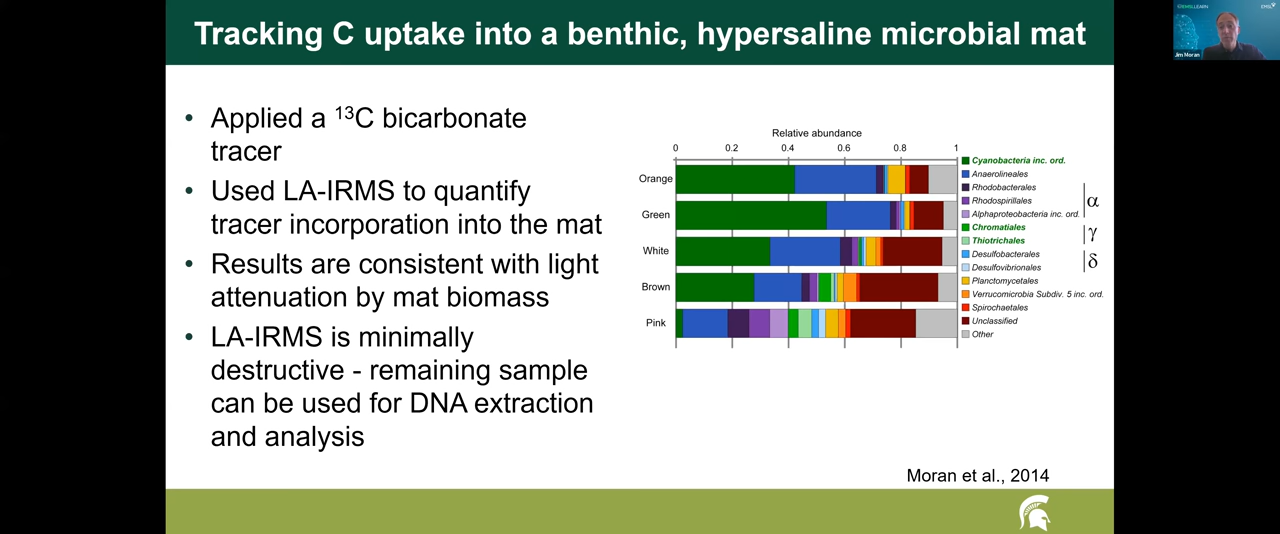 Tracking C uptake into a benthic, hypersaline microbial mat
• Applied a ¹³C bicarbonate
tracer
• Used LA-IRMS to quantify
tracer incorporation into the mat
• Results are consistent with light
attenuation by mat biomass
• LA-IRMS is minimally
destructive - remaining sample
can be used for DNA extraction
and analysis
Relative abundance
0 0.2 0.4 0.6 0.8 1
Orange
Green
White
Brown
Pink
Cyanobacteria inc. ord.
Anaerolineales
Rhodobacterales
Rhodospirillales
Alphaproteobacteria inc. ord.
α
Chromatiales
Thiotrichales
γ
Desulfobacterales
Desulfovibrionales
δ
Planctomycetales
Verrucomicrobia Subdiv. 5 inc. ord.
Spirochaetales
Unclassified
Other
Moran et al., 2014
LEARN
EMSL
Jim Moran